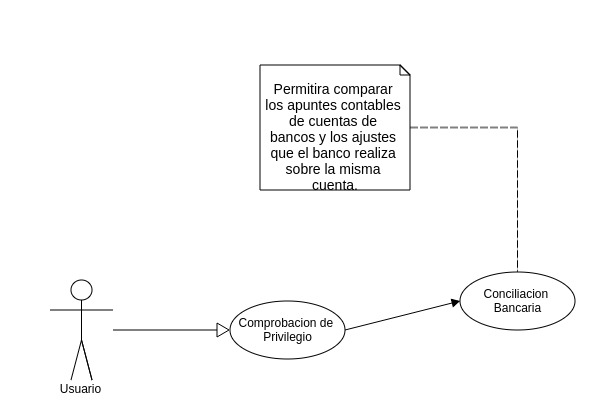 Permitira comparar
los apuntes contables
de cuentas de
bancos y los ajustes
que el banco realiza
sobre la misma
cuenta.
Conciliacion
Bancaria
Comprobacion de
Privilegio
Usuario